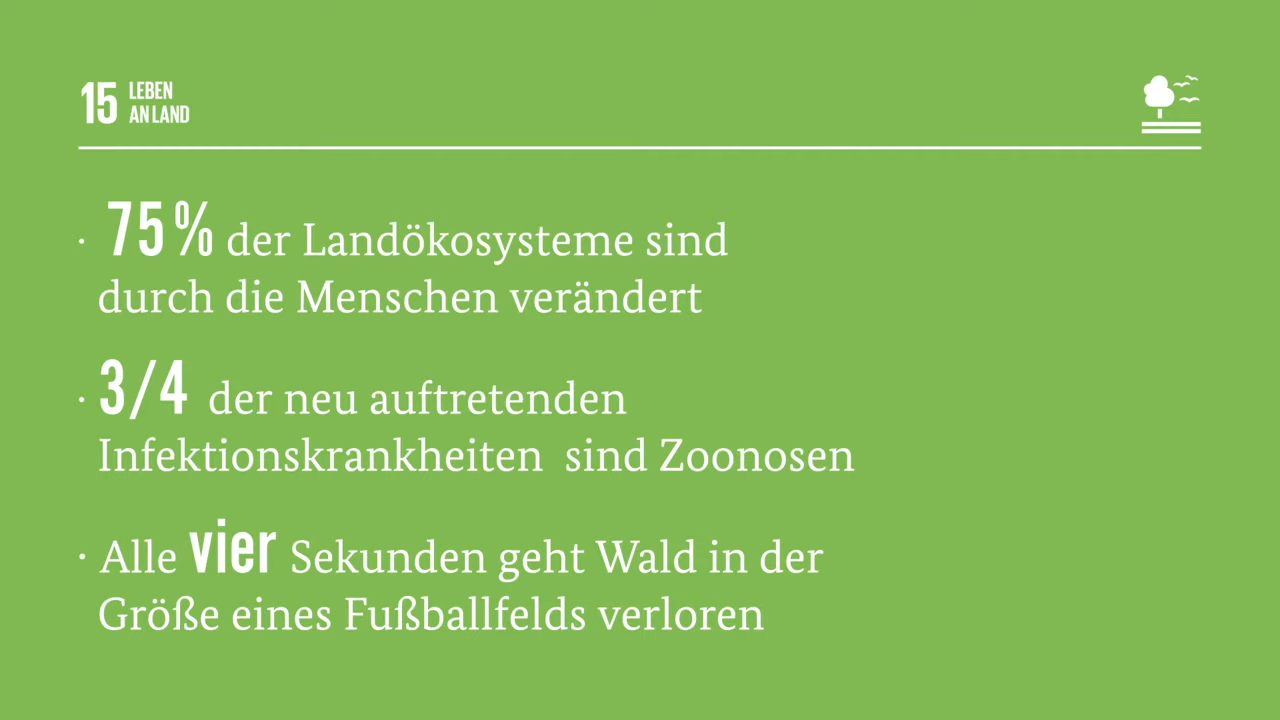 15 LEBEN
AN LAND
· 75 % der Landökosysteme sind
durch die Menschen verändert
· 3/4 der neu auftretenden
Infektionskrankheiten sind Zoonosen
· Alle vier Sekunden geht Wald in der
Größe eines Fußballfelds verloren